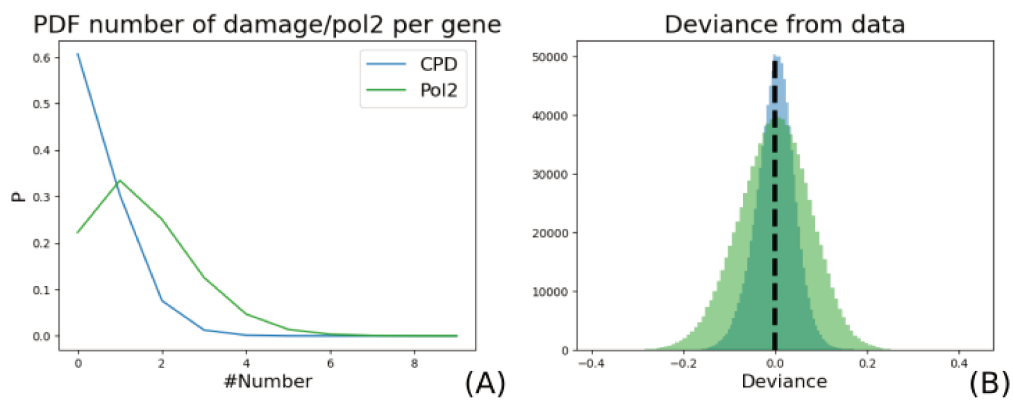 PDF number of damage/pol2 per gene
0.6
0.5
0.4
0.3
0.2
0.1
0.0
P
CPD
Pol2
0 2 4 6 8
#Number
(A)
Deviance from data
50000
40000
30000
20000
10000
0
−0.4 −0.2 0.0 0.2 0.4
Deviance
(B)